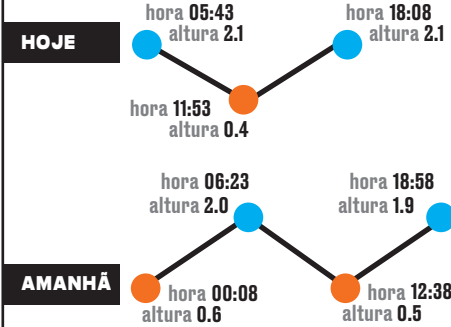 hora 05:43
altura 2.1
hora 18:08
altura 2.1
HOJE
hora 11:53
altura 0.4
hora 06:23
altura 2.0
hora 18:58
altura 1.9
AMANHÃ
hora 00:08
altura 0.6
hora 12:38
altura 0.5